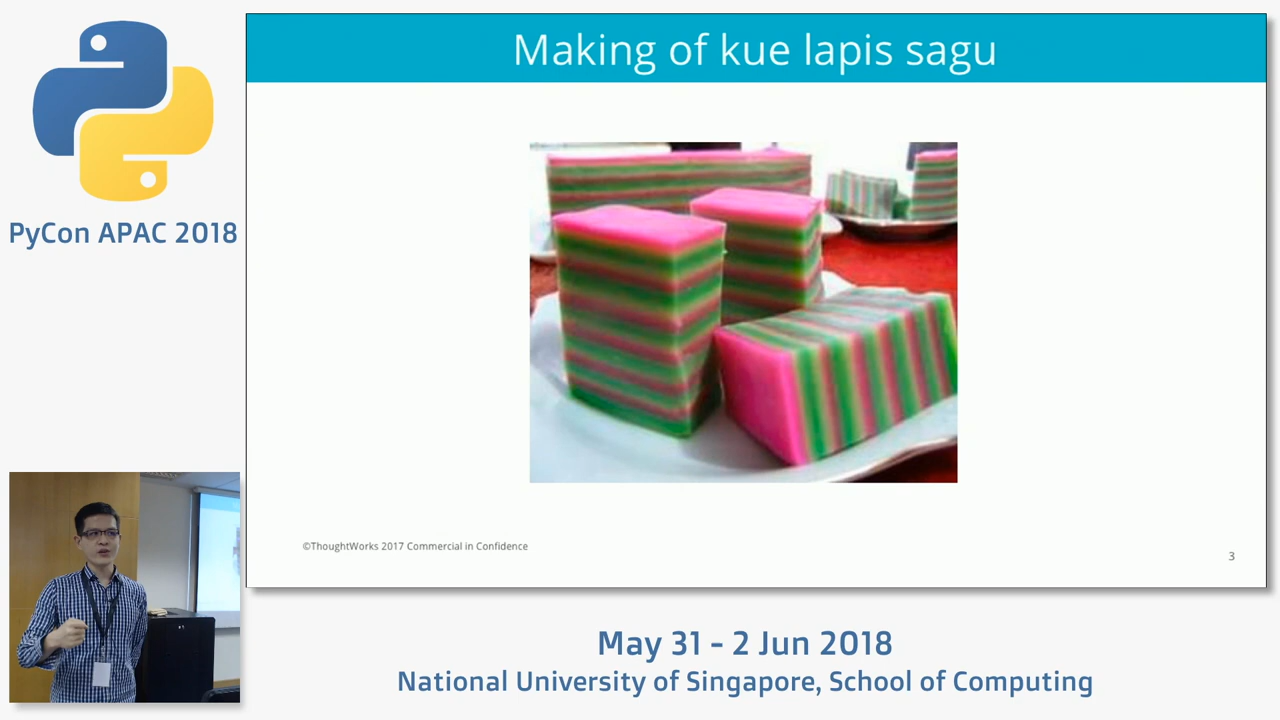 Making of kue lapis sagu
PyCon APAC 2018
©ThoughtWorks 2017 Commercial in Confidence
3
May 31 - 2 Jun 2018
National University of Singapore, School of Computing